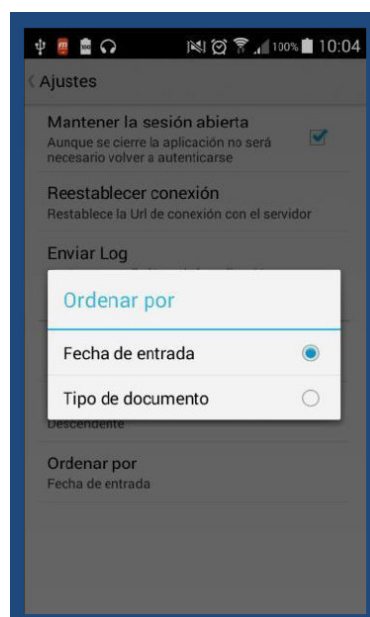 100% 10:04
Ajustes
Mantener la sesión abierta
Aunque se cierre la aplicación no será
necesario volver a autenticarse
Reestablecer conexión
Restablece la Url de conexión con el servidor
Enviar Log
Ordenar por
Fecha de entrada
Tipo de documento
Descendente
Ordenar por
Fecha de entrada